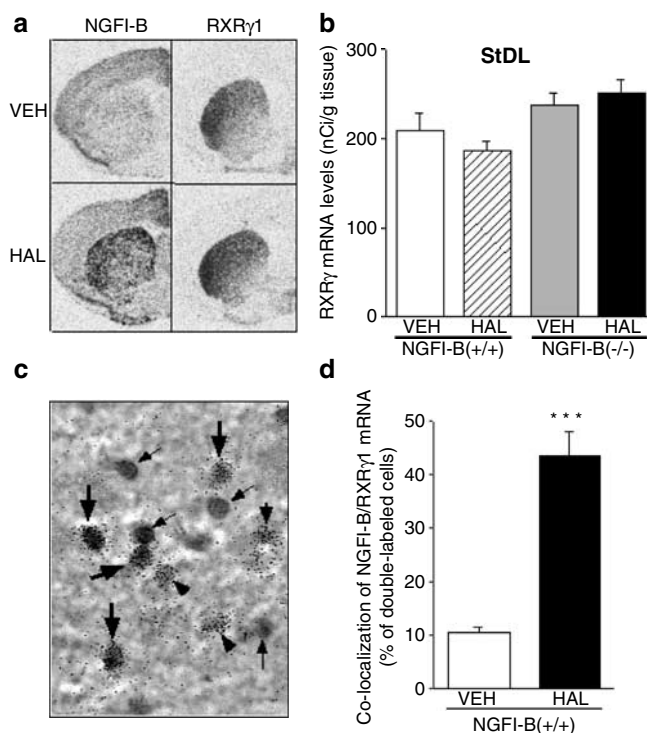 a
NGFI-B
RXRγ1
VEH
HAL
b
StDL
RXRγ mRNA levels (nCi/g tissue)
300
200
100
0
VEH HAL VEH HAL
NGFI-B(+/+) NGFI-B(-/-)
c
d
Co-localization of NGFI-B/RXRγ1 mRNA
(% of double-labeled cells)
50
40
30
20
10
0
***
VEH HAL
NGFI-B(+/+)